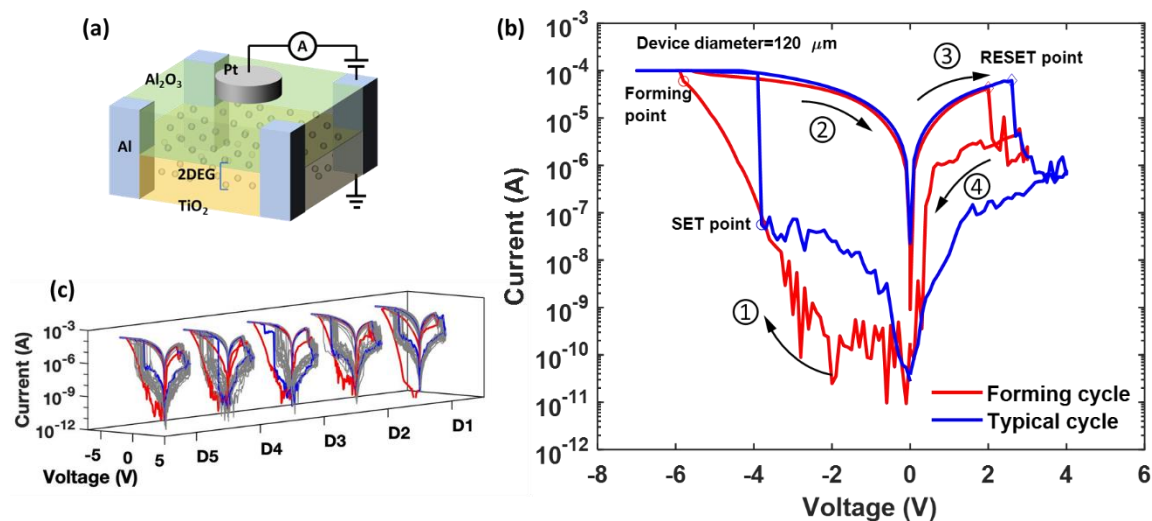 (a)
A
Pt
Al2O3
Al
2DEG
TiO2
(b)
10-3
10-4
10-5
10-6
10-7
10-8
10-9
10-10
10-11
10-12
Current (A)
Device diameter=120 μm
③
RESET point
Forming
point
②
④
SET point
①
Forming cycle
Typical cycle
-8
-6
-4
-2
0
2
4
6
Voltage (V)
(c)
10-3
10-6
10-9
10-12
Current (A)
-5
0
5
Voltage (V)
D5
D4
D3
D2
D1